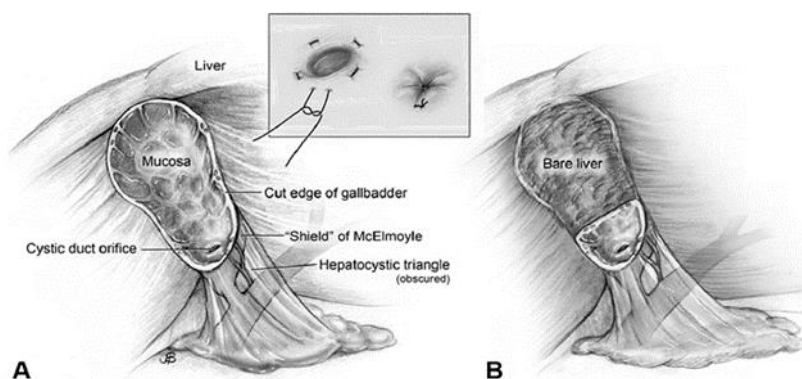 Liver
Mucosa
Cut edge of gallbadder
Cystic duct orifice
"Shield" of McElmoyle
Hepatocystic triangle
(obscured)
A
Bare liver
B